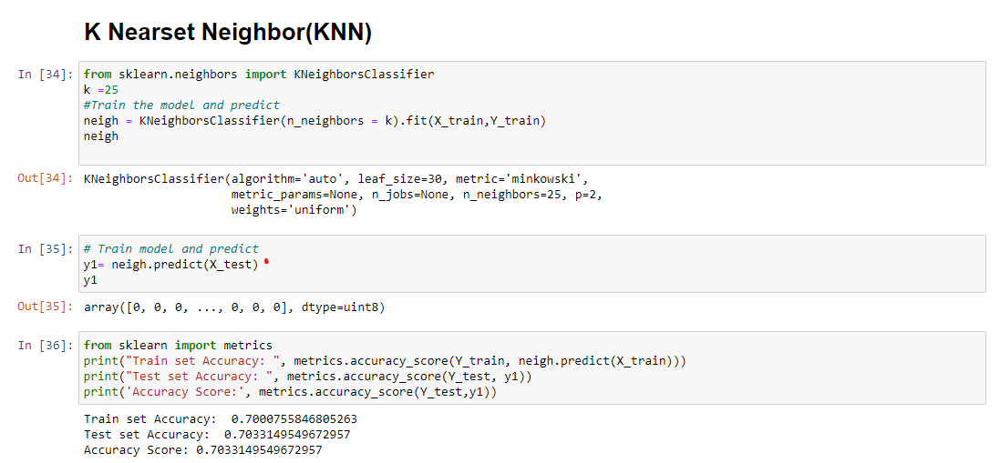 K Nearset Neighbor(KNN)
In [34]: from sklearn.neighbors import KNeighborsClassifier
k =25
#Train the model and predict
neigh = KNeighborsClassifier(n_neighbors = k).fit(X_train,Y_train)
neigh
Out[34]: KNeighborsClassifier(algorithm='auto', leaf_size=30, metric='minkowski',
metric_params=None, n_jobs=None, n_neighbors=25, p=2,
weights='uniform')
In [35]: # Train model and predict
y1= neigh.predict(X_test)
y1
Out[35]: array([0, 0, 0, ..., 0, 0, 0], dtype=uint8)
In [36]: from sklearn import metrics
print("Train set Accuracy: ", metrics.accuracy_score(Y_train, neigh.predict(X_train)))
print("Test set Accuracy: ", metrics.accuracy_score(Y_test, y1))
print('Accuracy Score:', metrics.accuracy_score(Y_test,y1))
Train set Accuracy:  0.7000755846805263
Test set Accuracy:  0.7033149549672957
Accuracy Score: 0.7033149549672957